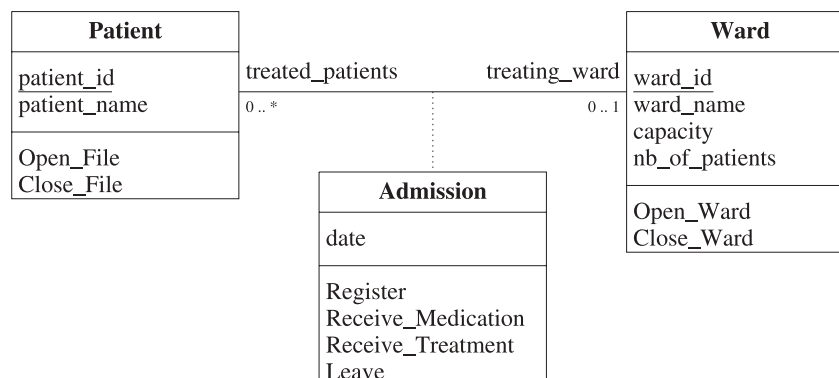 Patient
patient_id
patient_name
Open_File
Close_File
treated_patients
0 .. *
treating_ward
0 .. 1
Ward
ward_id
ward_name
capacity
nb_of_patients
Open_Ward
Close_Ward
Admission
date
Register
Receive_Medication
Receive_Treatment
Leave